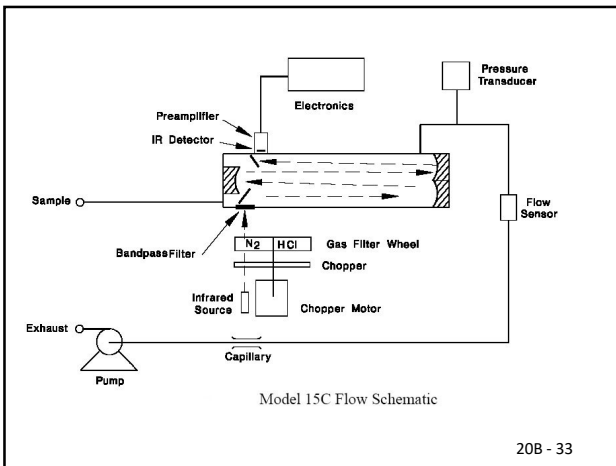 Pressure
Transducer
Electronics
Preamplifier
IR Detector
Sample
Flow
Sensor
Bandpass Filter
N2 HCl
Gas Filter Wheel
Chopper
Infrared
Source
Chopper Motor
Exhaust
Capillary
Pump
Model 15C Flow Schematic
20B - 33